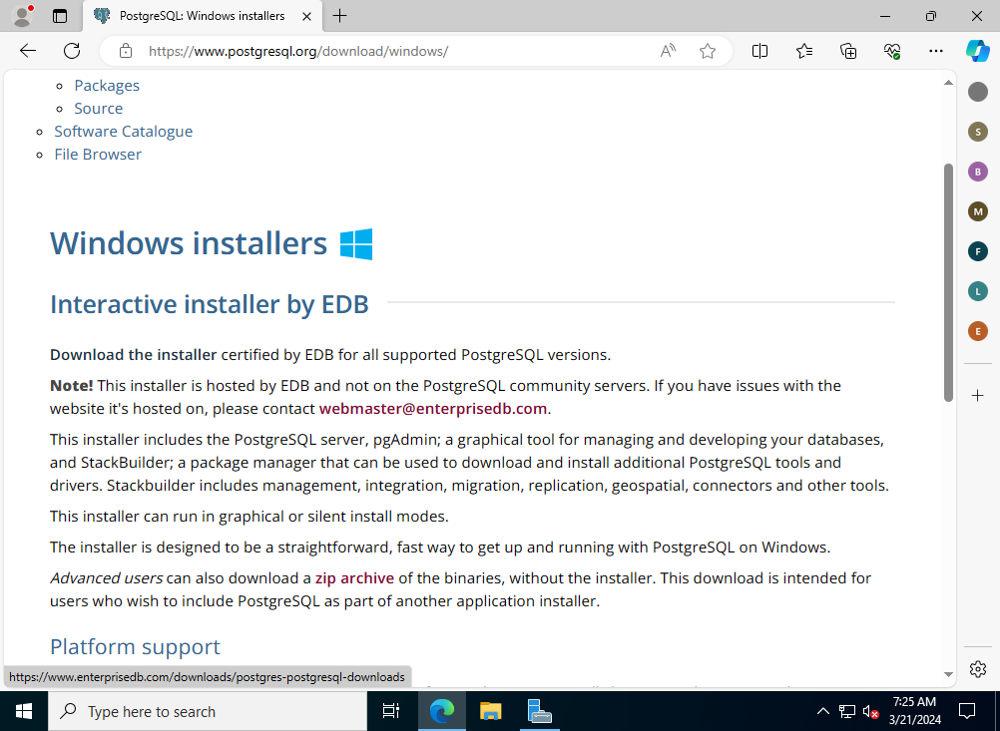 PostgreSQL: Windows installers
https://www.postgresql.org/download/windows/
Packages
Source
Software Catalogue
File Browser
Windows installers
Interactive installer by EDB
Download the installer certified by EDB for all supported PostgreSQL versions.
Note! This installer is hosted by EDB and not on the PostgreSQL community servers. If you have issues with the
website it's hosted on, please contact webmaster@enterprisedb.com.
This installer includes the PostgreSQL server, pgAdmin; a graphical tool for managing and developing your databases,
and StackBuilder; a package manager that can be used to download and install additional PostgreSQL tools and
drivers. Stackbuilder includes management, integration, migration, replication, geospatial, connectors and other tools.
This installer can run in graphical or silent install modes.
The installer is designed to be a straightforward, fast way to get up and running with PostgreSQL on Windows.
Advanced users can also download a zip archive of the binaries, without the installer. This download is intended for
users who wish to include PostgreSQL as part of another application installer.
Platform support
https://www.enterprisedb.com/downloads/postgres-postgresql-downloads
S
B
M
F
L
E
Type here to search
7:25 AM
3/21/2024